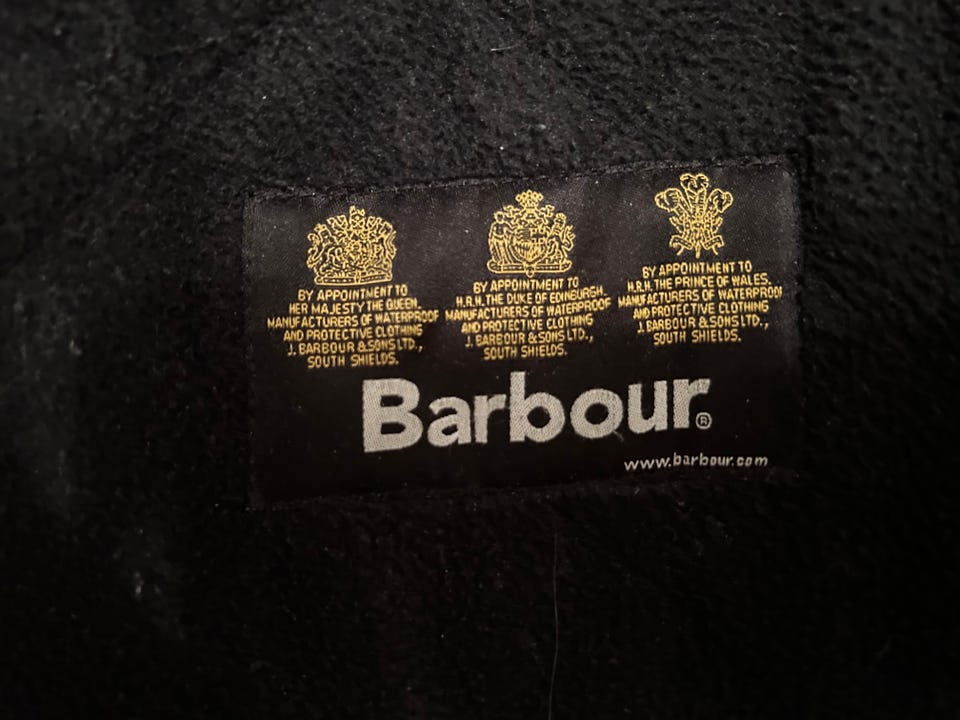 BY APPOINTMENT TO
HER MAJESTY THE QUEEN,
MANUFACTURERS OF WATERPROOF
AND PROTECTIVE CLOTHING
J. BARBOUR & SONS LTD.,
SOUTH SHIELDS.
BY APPOINTMENT TO
H.R.H. THE DUKE OF EDINBURGH,
MANUFACTURERS OF WATERPROOF
AND PROTECTIVE CLOTHING
J. BARBOUR & SONS LTD.,
SOUTH SHIELDS.
BY APPOINTMENT TO
H.R.H. THE PRINCE OF WALES,
MANUFACTURERS OF WATERPROOF
AND PROTECTIVE CLOTHING
J. BARBOUR & SONS LTD.,
SOUTH SHIELDS.
Barbour®
www.barbour.com